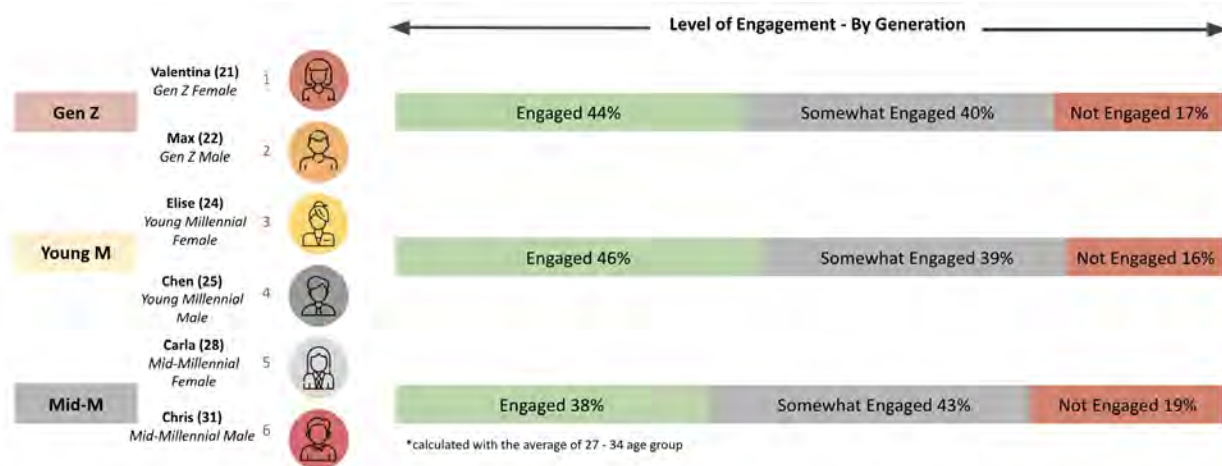 Level of Engagement - By Generation
Gen Z
Valentina (21)
Gen Z Female
1
Max (22)
Gen Z Male
2
Engaged 44%
Somewhat Engaged 40%
Not Engaged 17%
Young M
Elise (24)
Young Millennial
Female
3
Chen (25)
Young Millennial
Male
4
Engaged 46%
Somewhat Engaged 39%
Not Engaged 16%
Mid-M
Carla (28)
Mid-Millennial
Female
5
Chris (31)
Mid-Millennial Male
6
Engaged 38%
Somewhat Engaged 43%
Not Engaged 19%
*calculated with the average of 27 - 34 age group